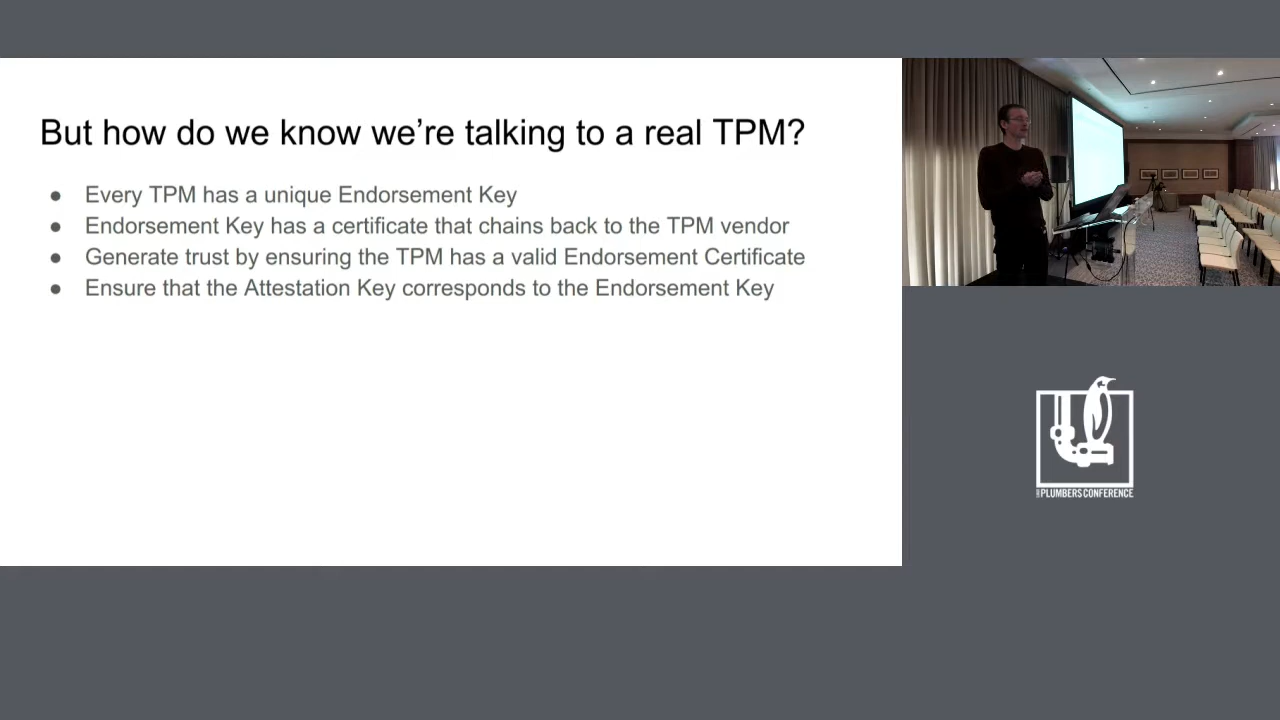 But how do we know we're talking to a real TPM?
● Every TPM has a unique Endorsement Key
● Endorsement Key has a certificate that chains back to the TPM vendor
● Generate trust by ensuring the TPM has a valid Endorsement Certificate
● Ensure that the Attestation Key corresponds to the Endorsement Key
PLUMBERS CONFERENCE